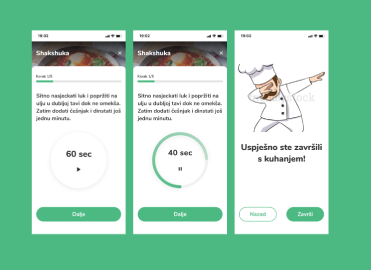 19:02
Shakshuka
×
Korak 1/8
Sitno nasjeckati luk i popržiti na
ulju u dubljoj tavi dok ne omekša.
Zatim dodati češnjak i dinstati još
jednu minutu.
60 sec
Dalje
19:02
Shakshuka
×
Korak 1/8
Sitno nasjeckati luk i popržiti na
ulju u dubljoj tavi dok ne omekša.
Zatim dodati češnjak i dinstati još
jednu minutu.
40 sec
Dalje
19:02
Uspješno ste završili
s kuhanjem!
Nazad
Završi